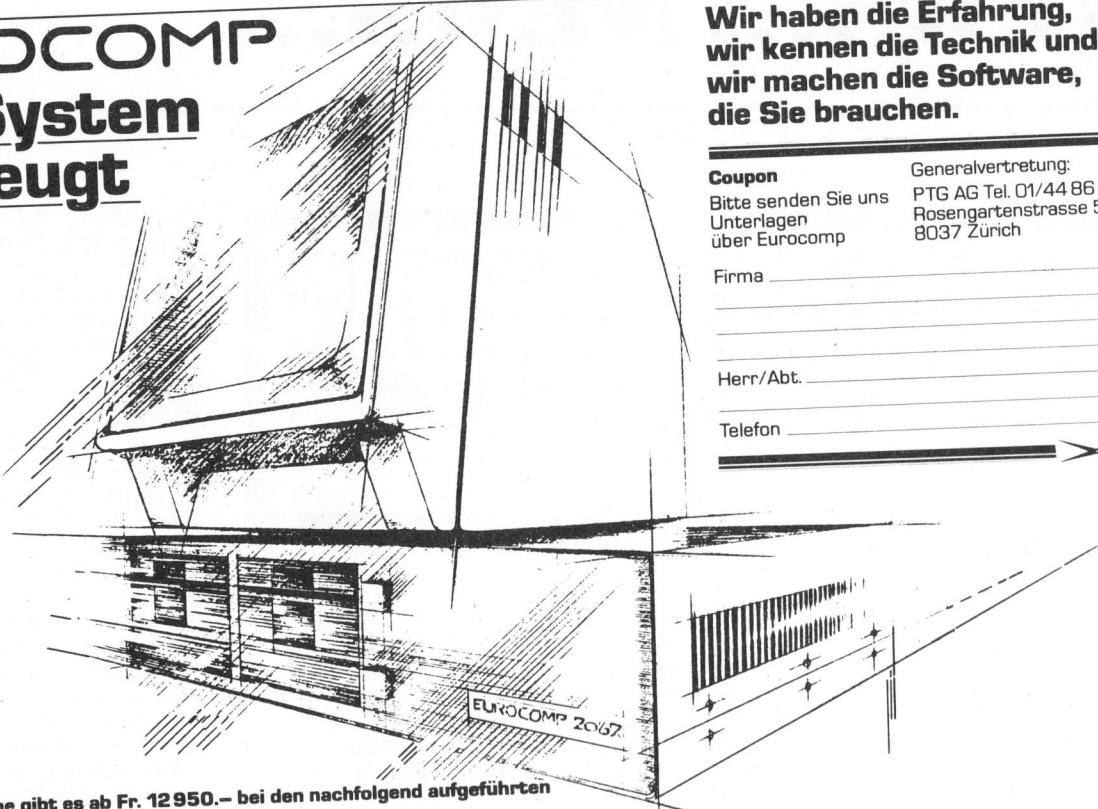 OCOMP
System
eugt
Wir haben die Erfahrung,
wir kennen die Technik und
wir machen die Software,
die Sie brauchen.
Coupon
Bitte senden Sie uns
Unterlagen
über Eurocomp
Generalvertretung:
PTG AG Tel. 01/44 86
Rosengartenstrasse 5
8037 Zürich
Firma
Herr/Abt.
Telefon
EUROCOMP 2067
gibt es ab Fr. 12 950.– bei den nachfolgend aufgeführten